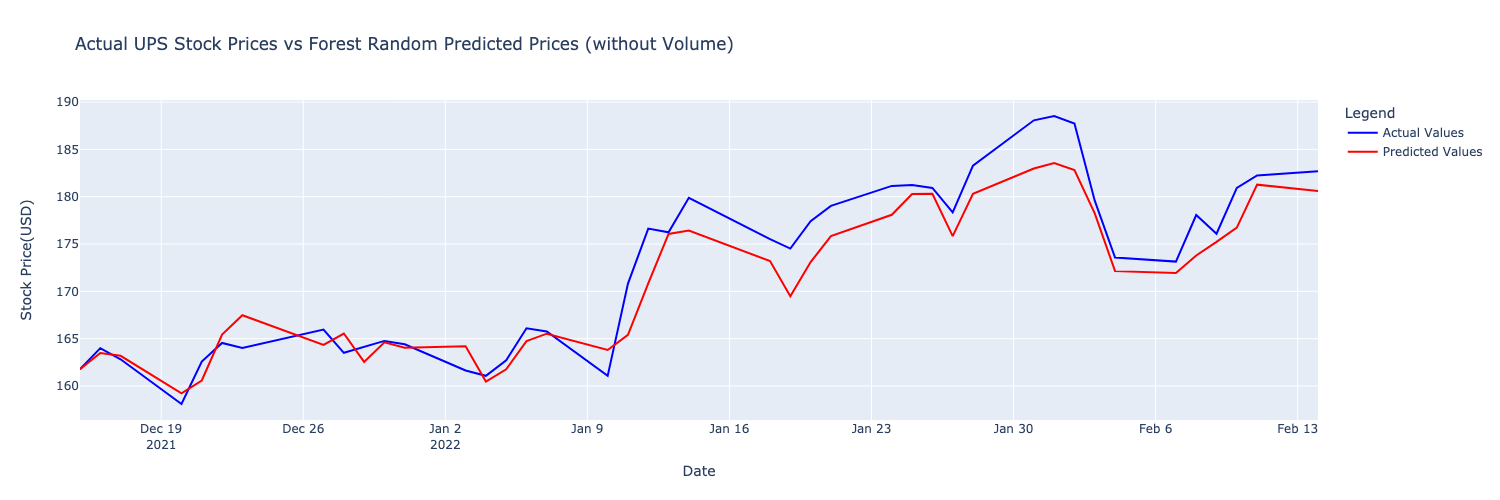 Actual UPS Stock Prices vs Forest Random Predicted Prices (without Volume)
Legend
Actual Values
Predicted Values
Stock Price(USD)
190
185
180
175
170
165
160
Dec 19
2021
Dec 26
Jan 2
2022
Jan 9
Jan 16
Jan 23
Jan 30
Feb 6
Feb 13
Date